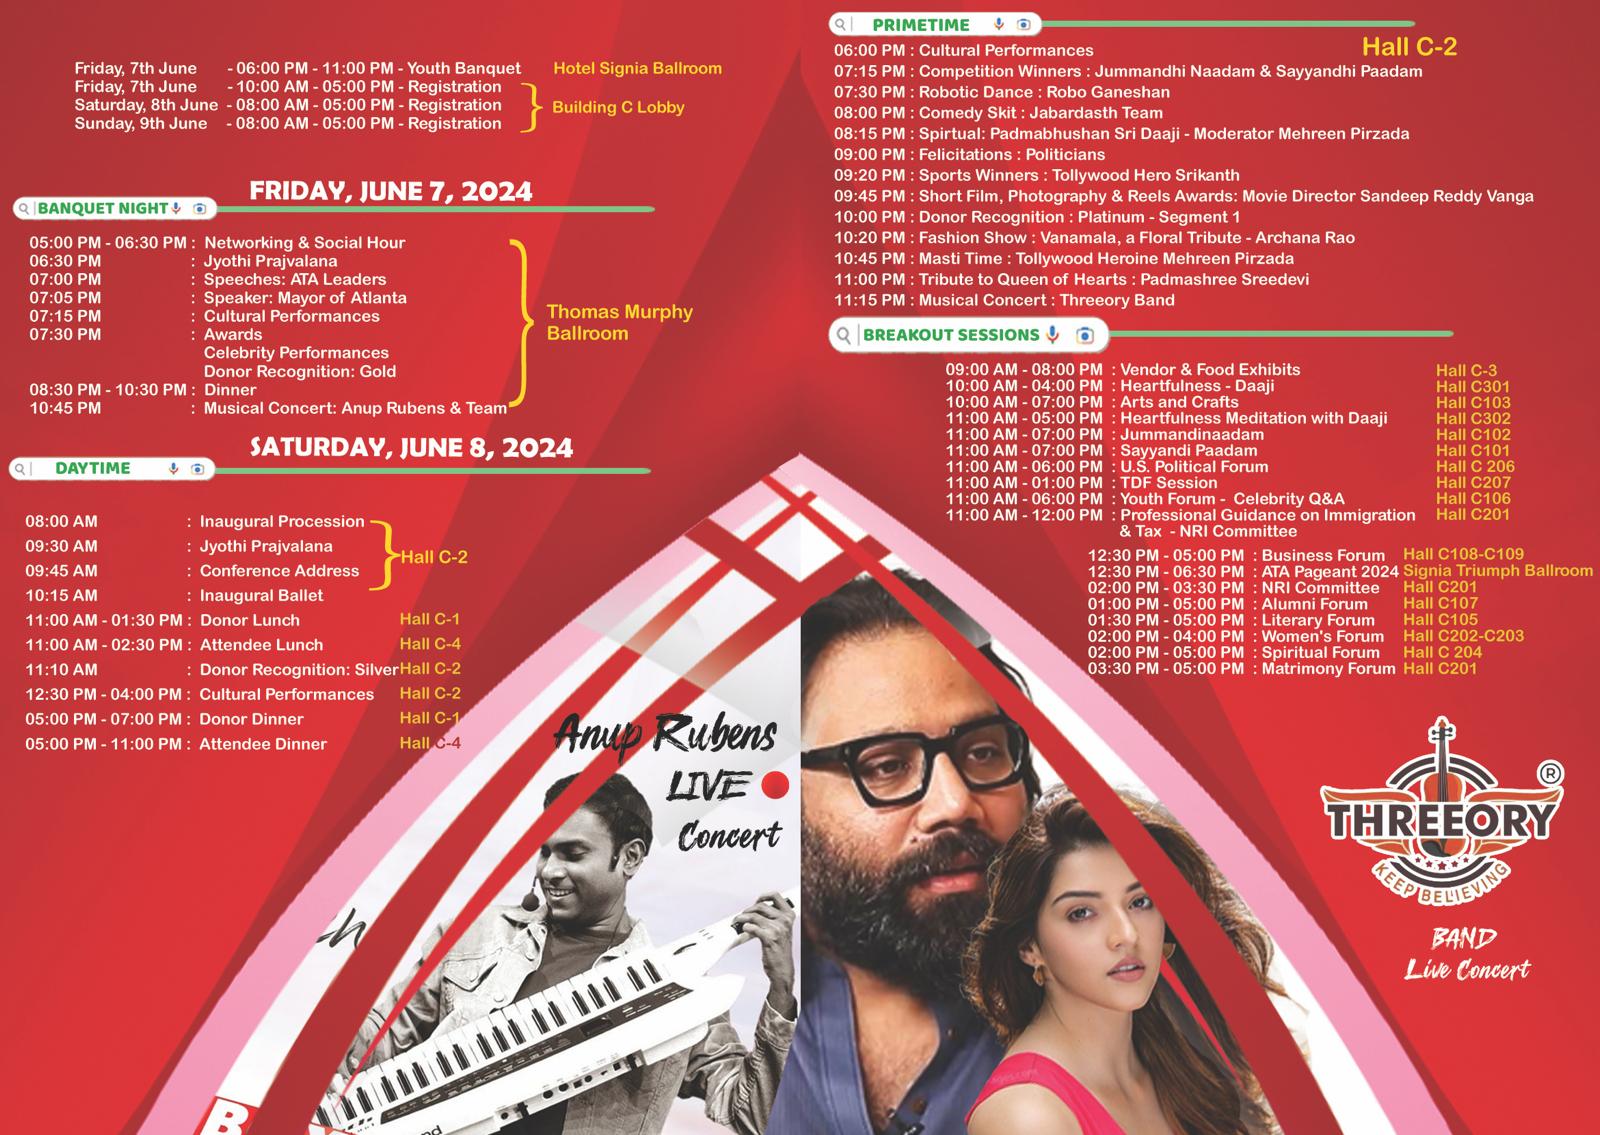 Friday, 7th June - 06:00 PM - 11:00 PM - Youth Banquet Hotel Signia Ballroom
Friday, 7th June - 10:00 AM - 05:00 PM - Registration
Saturday, 8th June - 08:00 AM - 05:00 PM - Registration Building C Lobby
Sunday, 9th June - 08:00 AM - 05:00 PM - Registration
FRIDAY, JUNE 7, 2024
BANQUET NIGHT
05:00 PM - 06:30 PM : Networking & Social Hour
06:30 PM : Jyothi Prajvalana
07:00 PM : Speeches: ATA Leaders
07:05 PM : Speaker: Mayor of Atlanta
07:15 PM : Cultural Performances
07:30 PM : Awards
Celebrity Performances
Donor Recognition: Gold
08:30 PM - 10:30 PM : Dinner
10:45 PM : Musical Concert: Anup Rubens & Team
Thomas Murphy
Ballroom
SATURDAY, JUNE 8, 2024
DAYTIME
08:00 AM : Inaugural Procession
09:30 AM : Jyothi Prajvalana
09:45 AM : Conference Address
Hall C-2
10:15 AM : Inaugural Ballet
11:00 AM - 01:30 PM : Donor Lunch Hall C-1
11:00 AM - 02:30 PM : Attendee Lunch Hall C-4
11:10 AM : Donor Recognition: Silver Hall C-2
12:30 PM - 04:00 PM : Cultural Performances Hall C-2
05:00 PM - 07:00 PM : Donor Dinner Hall C-1
05:00 PM - 11:00 PM : Attendee Dinner Hall C-4
Anup Rubens
LIVE
Concert
PRIMETIME
Hall C-2
06:00 PM : Cultural Performances
07:15 PM : Competition Winners : Jummandhi Naadam & Sayyandhi Paadam
07:30 PM : Robotic Dance : Robo Ganeshan
08:00 PM : Comedy Skit : Jabardasth Team
08:15 PM : Spirtual: Padmabhushan Sri Daaji - Moderator Mehreen Pirzada
09:00 PM : Felicitations : Politicians
09:20 PM : Sports Winners : Tollywood Hero Srikanth
09:45 PM : Short Film, Photography & Reels Awards: Movie Director Sandeep Reddy Vanga
10:00 PM : Donor Recognition : Platinum - Segment 1
10:20 PM : Fashion Show : Vanamala, a Floral Tribute - Archana Rao
10:45 PM : Masti Time : Tollywood Heroine Mehreen Pirzada
11:00 PM : Tribute to Queen of Hearts : Padmashree Sreedevi
11:15 PM : Musical Concert : Threeory Band
BREAKOUT SESSIONS
09:00 AM - 08:00 PM : Vendor & Food Exhibits Hall C-3
10:00 AM - 04:00 PM : Heartfulness - Daaji Hall C301
10:00 AM - 07:00 PM : Arts and Crafts Hall C103
11:00 AM - 05:00 PM : Heartfulness Meditation with Daaji Hall C302
11:00 AM - 07:00 PM : Jummandinaadam Hall C102
11:00 AM - 07:00 PM : Sayyandi Paadam Hall C101
11:00 AM - 06:00 PM : U.S. Political Forum Hall C 206
11:00 AM - 01:00 PM : TDF Session Hall C207
11:00 AM - 06:00 PM : Youth Forum - Celebrity Q&A Hall C106
11:00 AM - 12:00 PM : Professional Guidance on Immigration Hall C201
& Tax - NRI Committee
12:30 PM - 05:00 PM : Business Forum Hall C108-C109
12:30 PM - 06:30 PM : ATA Pageant 2024 Signia Triumph Ballroom
02:00 PM - 03:30 PM : NRI Committee Hall C201
01:00 PM - 05:00 PM : Alumni Forum Hall C107
01:30 PM - 05:00 PM : Literary Forum Hall C105
02:00 PM - 04:00 PM : Women's Forum Hall C202-C203
02:00 PM - 05:00 PM : Spiritual Forum Hall C 204
03:30 PM - 05:00 PM : Matrimony Forum Hall C201
®
THREEORY
KEEP BELIEVING
BAND
Live Concert